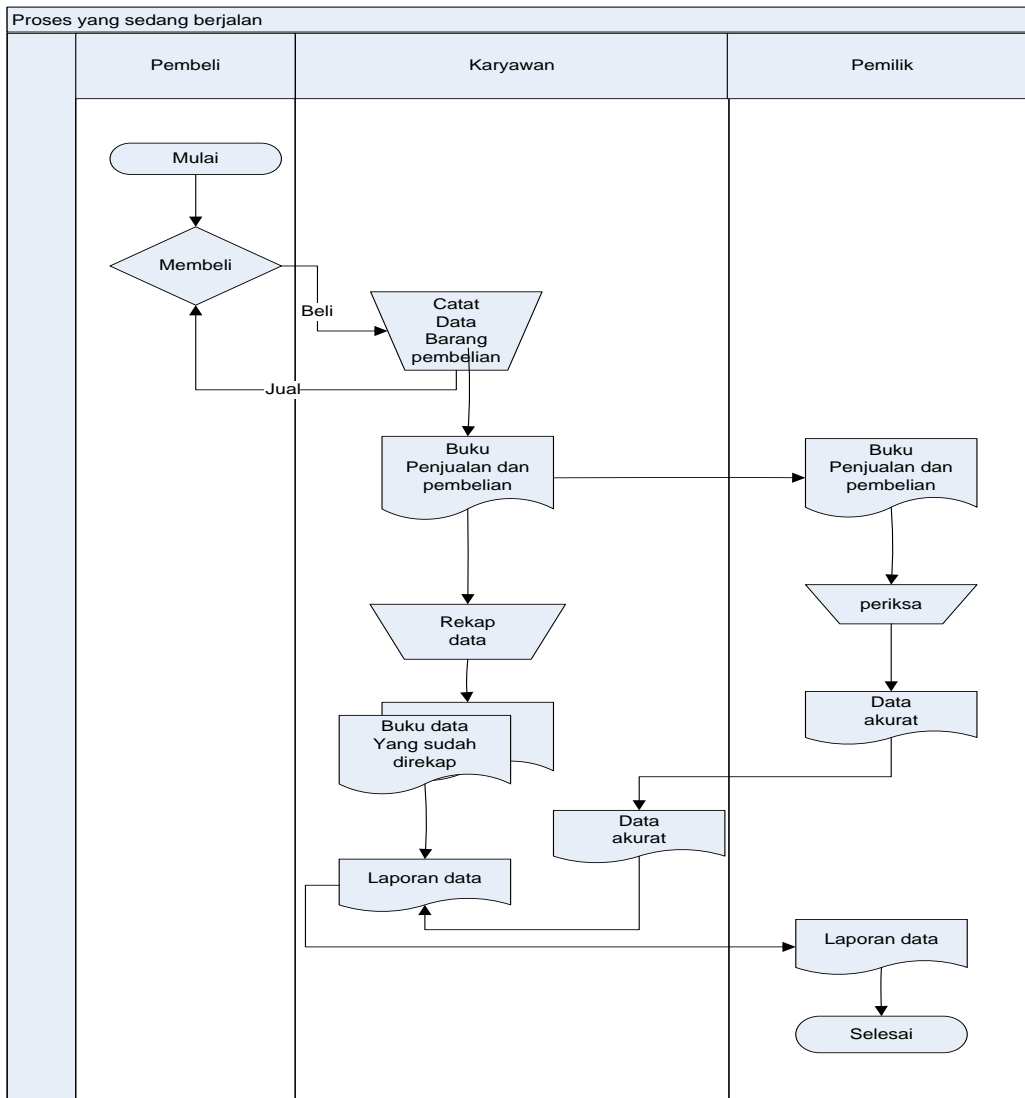 Proses yang sedang berjalan
Pembeli
Karyawan
Pemilik
Mulai
Membeli
Beli
Catat
Data
Barang
pembelian
Jual
Buku
Penjualan dan
pembelian
Buku
Penjualan dan
pembelian
Rekap
data
periksa
Buku data
Yang sudah
direkap
Data
akurat
Data
akurat
Laporan data
Laporan data
Selesai